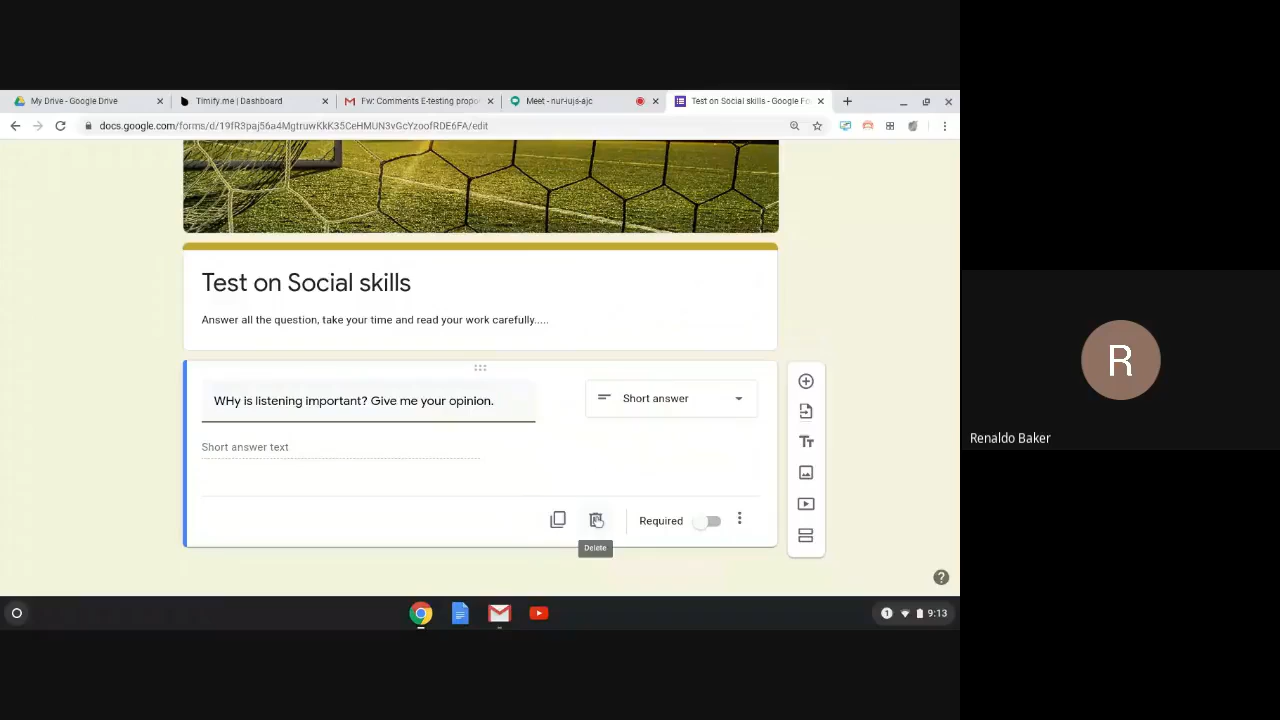 My Drive - Google Drive
Timify.me | Dashboard
Fw: Comments E-testing propo
Meet - nur-iujs-ajc
Test on Social skills - Google Fo
docs.google.com/forms/d/19fR3paj56a4MgtruwKkK35CeHMUN3vGcYzoofRDE6FA/edit
Test on Social skills
Answer all the question, take your time and read your work carefully.....
WHy is listening important? Give me your opinion.
Short answer
Short answer text
Required
Delete
Tт
R
Renaldo Baker
1
9:13